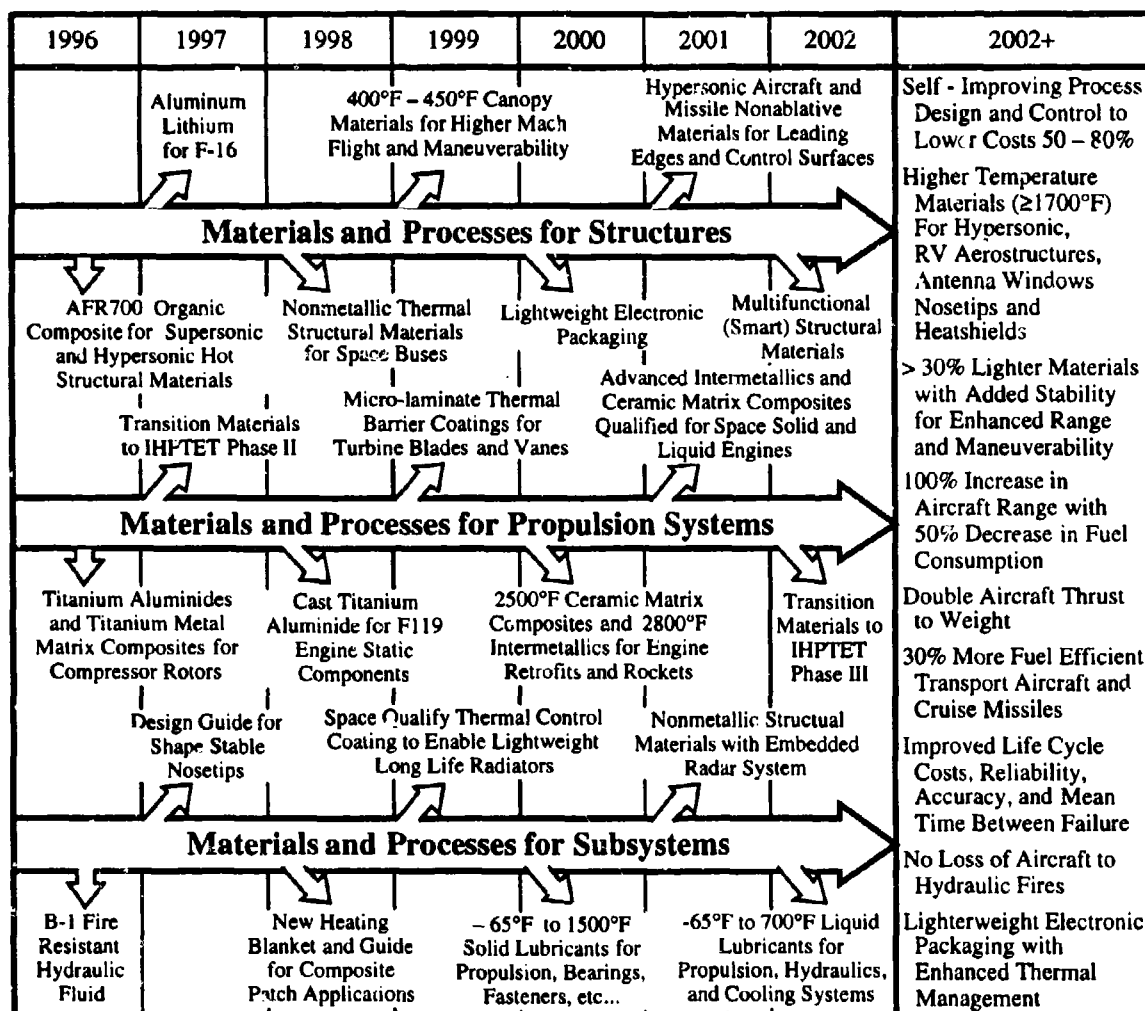 1996 1997 1998 1999 2000 2001 2002 2002+
Aluminum
Lithium
for F-16
400°F – 450°F Canopy
Materials for Higher Mach
Flight and Maneuverability
Hypersonic Aircraft and
Missile Nonablative
Materials for Leading
Edges and Control Surfaces
Materials and Processes for Structures
AFR700 Organic
Composite for Supersonic
and Hypersonic Hot
Structural Materials
Nonmetallic Thermal
Structural Materials
for Space Buses
Lightweight Electronic
Packaging
Multifunctional
(Smart) Structural
Materials
Transition Materials
to IHPTET Phase II
Micro-laminate Thermal
Barrier Coatings for
Turbine Blades and Vanes
Advanced Intermetallics and
Ceramic Matrix Composites
Qualified for Space Solid and
Liquid Engines
Materials and Processes for Propulsion Systems
Titanium Aluminides
and Titanium Metal
Matrix Composites for
Compressor Rotors
Cast Titanium
Aluminide for F119
Engine Static
Components
2500°F Ceramic Matrix
Composites and 2800°F
Intermetallics for Engine
Retrofits and Rockets
Transition
Materials to
IHPTET
Phase III
Design Guide for
Shape Stable
Nosetips
Space Qualify Thermal Control
Coating to Enable Lightweight
Long Life Radiators
Nonmetallic Structual
Materials with Embedded
Radar System
Materials and Processes for Subsystems
B-1 Fire
Resistant
Hydraulic
Fluid
New Heating
Blanket and Guide
for Composite
Patch Applications
– 65°F to 1500°F
Solid Lubricants for
Propulsion, Bearings,
Fasteners, etc...
-65°F to 700°F Liquid
Lubricants for
Propulsion, Hydraulics,
and Cooling Systems
Self - Improving Process
Design and Control to
Lower Costs 50 – 80%
Higher Temperature
Materials (≥1700°F)
For Hypersonic,
RV Aerostructures,
Antenna Windows
Nosetips and
Heatshields
> 30% Lighter Materials
with Added Stability
for Enhanced Range
and Maneuverability
100% Increase in
Aircraft Range with
50% Decrease in Fuel
Consumption
Double Aircraft Thrust
to Weight
30% More Fuel Efficient
Transport Aircraft and
Cruise Missiles
Improved Life Cycle
Costs, Reliability,
Accuracy, and Mean
Time Between Failure
No Loss of Aircraft to
Hydraulic Fires
Lighterweight Electronic
Packaging with
Enhanced Thermal
Management